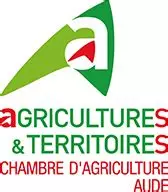 a
aGRICULTURES
& TERRITOIRES
CHAMBRE D'AGRICULTURE
AUDE